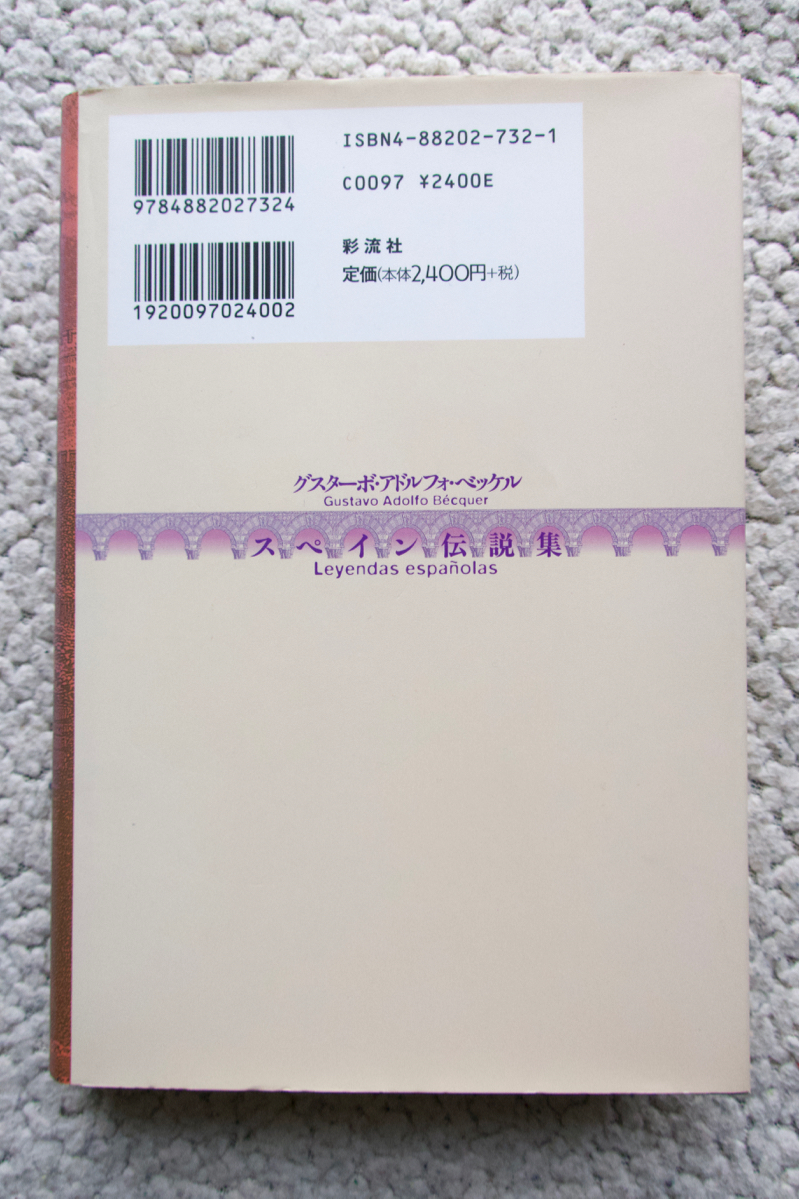 ISBN4-88202-732-1
C0097 ¥2400E
9784882027324
彩流社
定価(本体2,400円+税)
1920097024002
グスターボ・アドルフォ・ベッケル
Gustavo Adolfo Bécquer
スペイン伝説集
Leyendas españolas